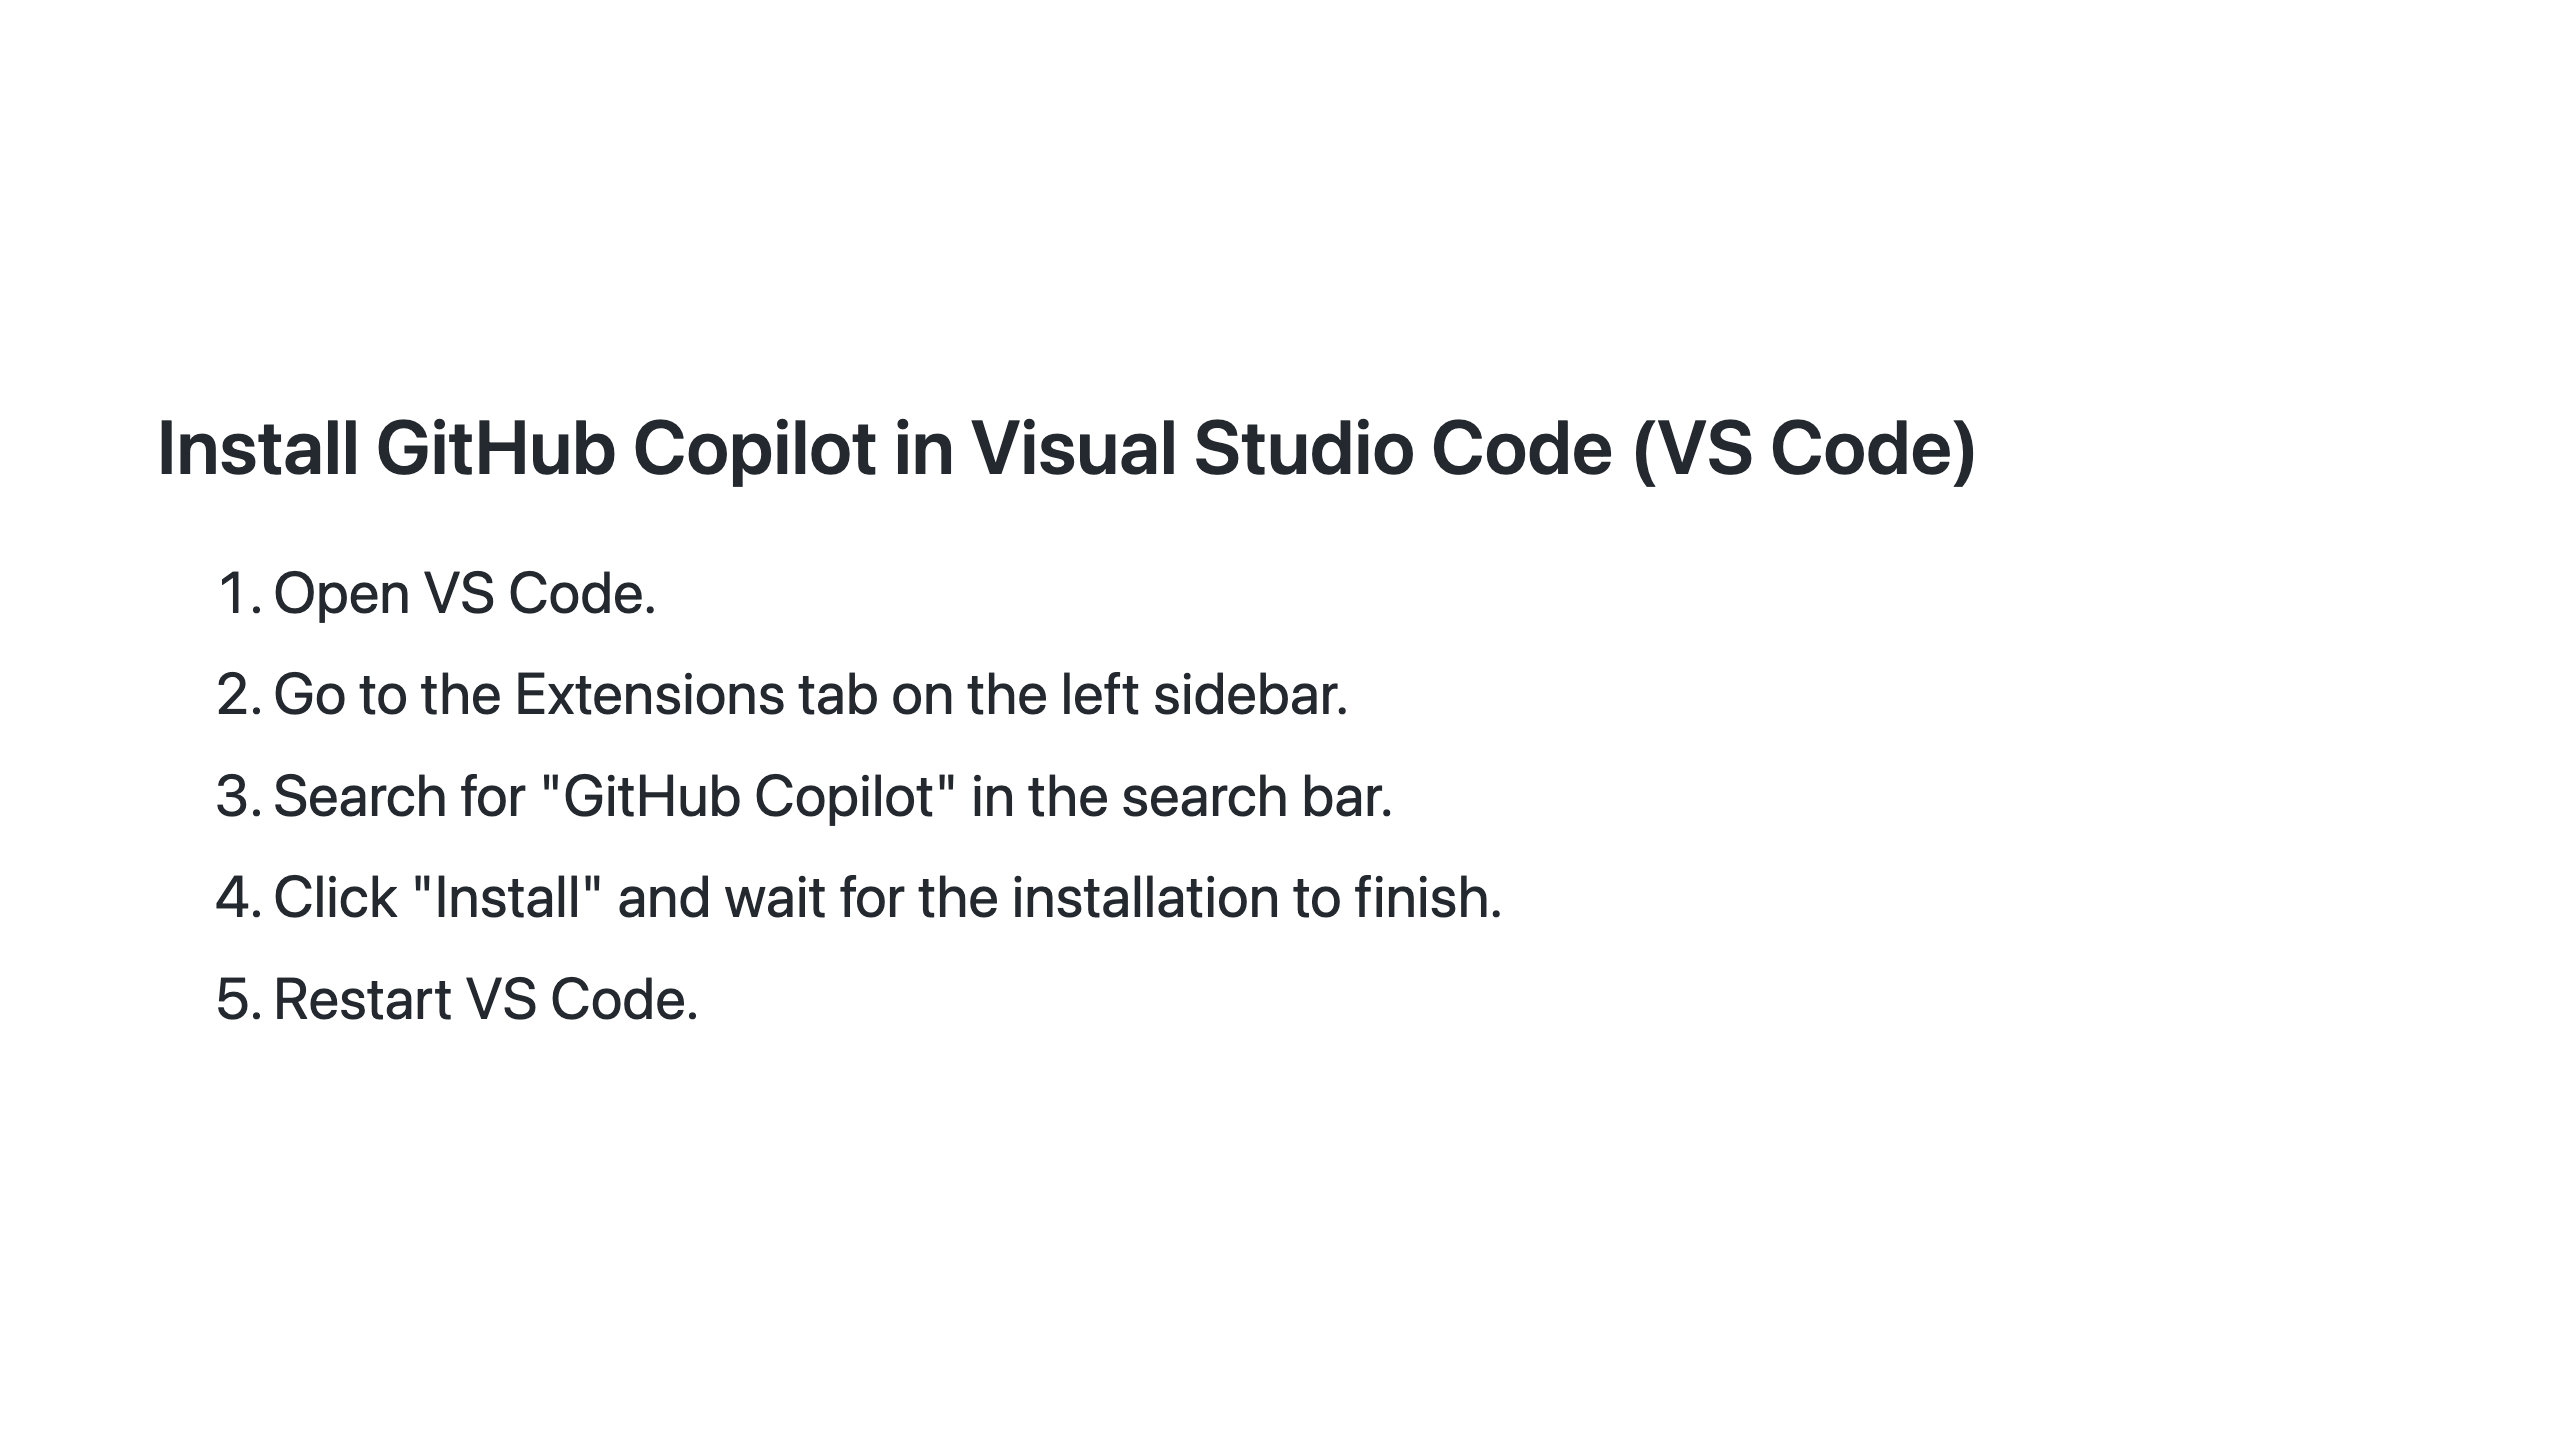 Install GitHub Copilot in Visual Studio Code (VS Code)
1. Open VS Code.
2. Go to the Extensions tab on the left sidebar.
3. Search for "GitHub Copilot" in the search bar.
4. Click "Install" and wait for the installation to finish.
5. Restart VS Code.